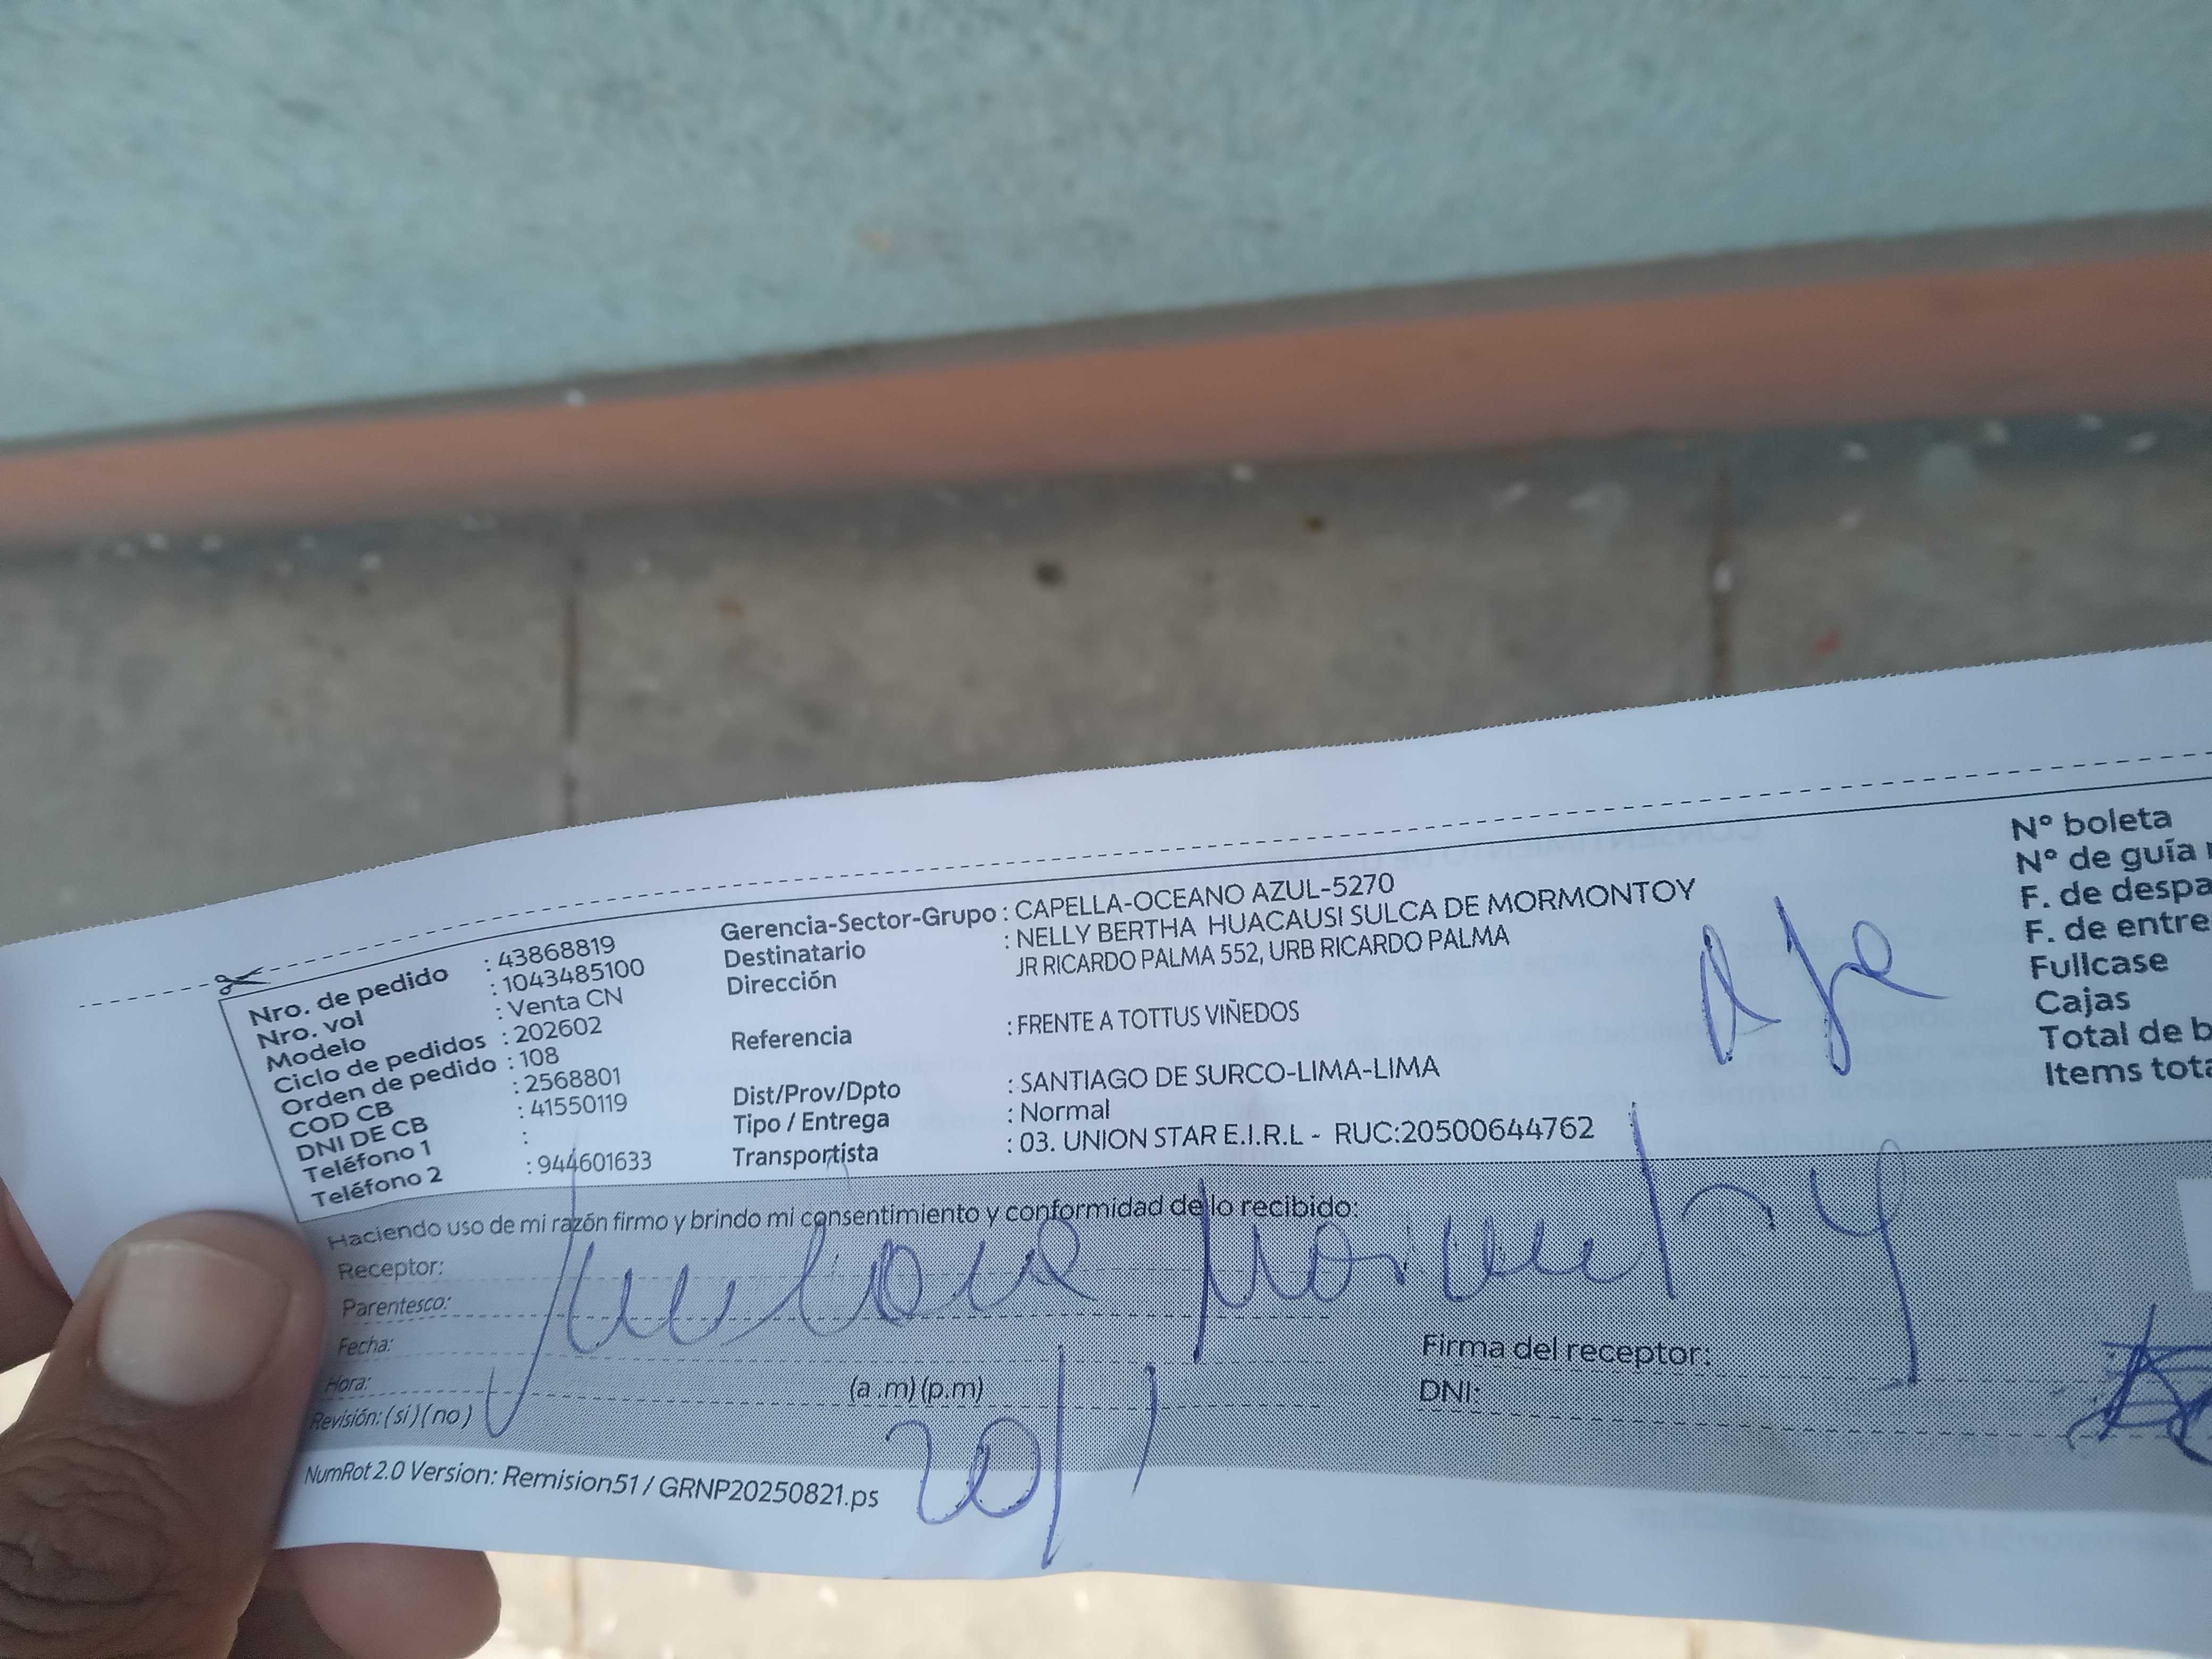 Nro. de pedido : 43868819
Nro. vol : 1043485100
Modelo : Venta CN
Ciclo de pedidos : 202602
Orden de pedido : 108
COD CB : 2568801
DNI DE CB : 41550119
Teléfono 1 :
Teléfono 2 : 944601633
Gerencia-Sector-Grupo : CAPELLA-OCEANO AZUL-5270
Destinatario : NELLY BERTHA HUACAUSI SULCA DE MORMONTOY
Dirección JR RICARDO PALMA 552, URB RICARDO PALMA
Referencia : FRENTE A TOTTUS VIÑEDOS
Dist/Prov/Dpto : SANTIAGO DE SURCO-LIMA-LIMA
Tipo / Entrega : Normal
Transportista : 03. UNION STAR E.I.R.L - RUC:20500644762
N° boleta
N° de guía
F. de despa
F. de entre
Fullcase
Cajas
Total de b
Items tota
Haciendo uso de mi razón firmo y brindo mi consentimiento y conformidad de lo recibido:
Receptor:
Parentesco:
Fecha:
Hora: (a .m) (p.m)
Revisión: (si) (no)
20/1
Firma del receptor:
DNI:
NumRot 2.0 Version: Remision51 / GRNP20250821.ps